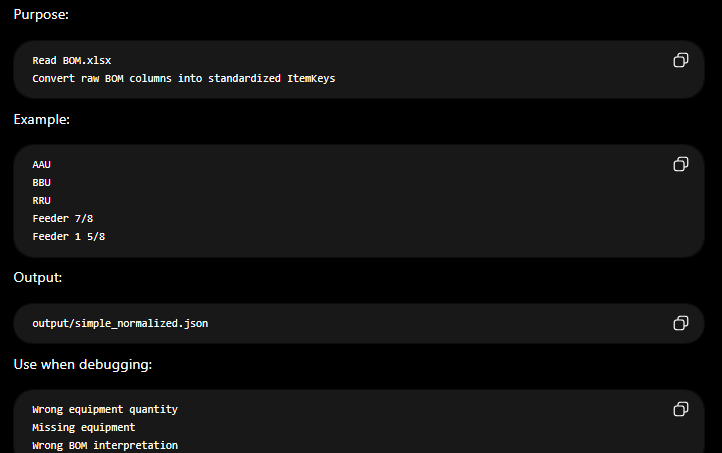 Purpose:
Read BOM.xlsx
Convert raw BOM columns into standardized ItemKeys
Example:
AAU
BBU
RRU
Feeder 7/8
Feeder 1 5/8
Output:
output/simple_normalized.json
Use when debugging:
Wrong equipment quantity
Missing equipment
Wrong BOM interpretation